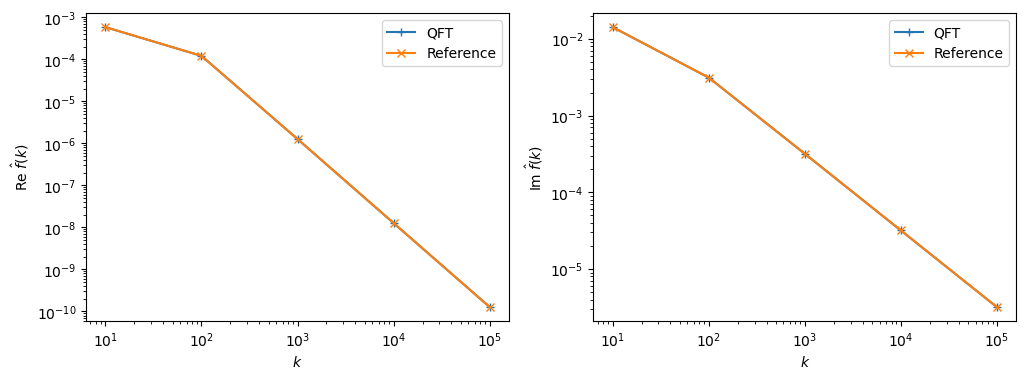 10⁻³
10⁻⁴
10⁻⁵
10⁻⁶
10⁻⁷
10⁻⁸
10⁻⁹
10⁻¹⁰
Re f̂(k)
QFT
Reference
10¹ 10² 10³ 10⁴ 10⁵
k
10⁻²
10⁻³
10⁻⁴
10⁻⁵
Im f̂(k)
QFT
Reference
10¹ 10² 10³ 10⁴ 10⁵
k